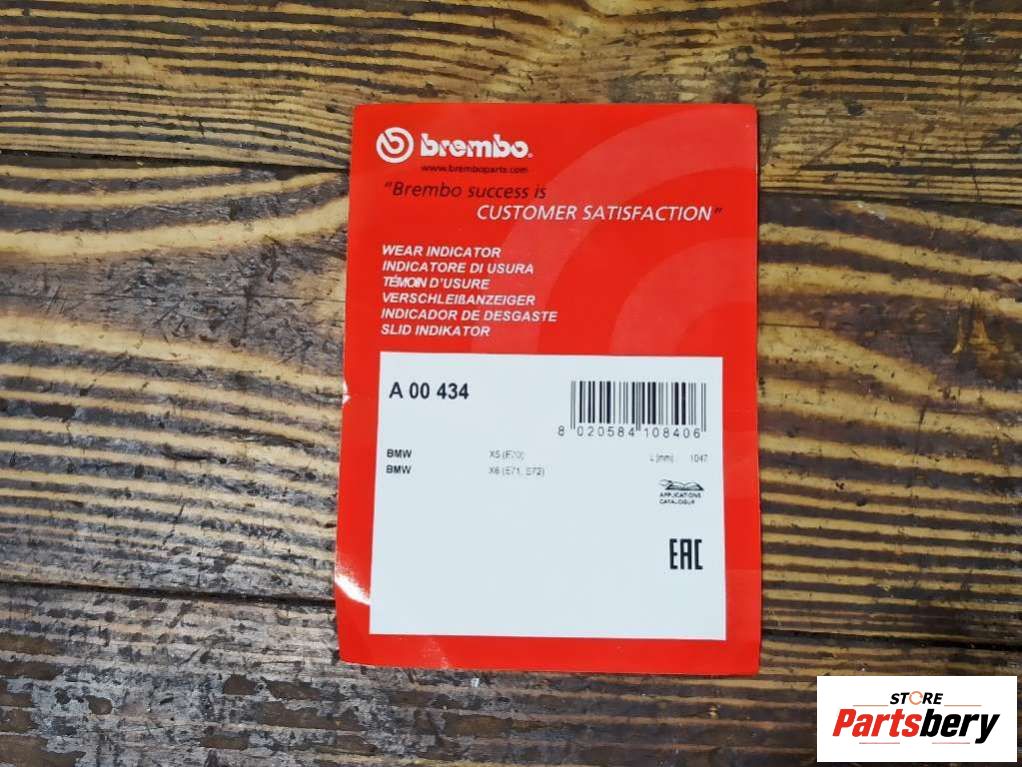 brembo.
www.bremboparts.com
"Brembo success is
CUSTOMER SATISFACTION"
WEAR INDICATOR
INDICATORE DI USURA
TÉMOIN D'USURE
VERSCHLEIßANZEIGER
INDICADOR DE DESGASTE
SLID INDIKATOR
A 00 434
8 020584 108406
BMW X5 (E70) L (mm) 1047
BMW X6 (E71, E72)
APPLICATIONS
CATALOGUE
EAC
STORE
Partsbery